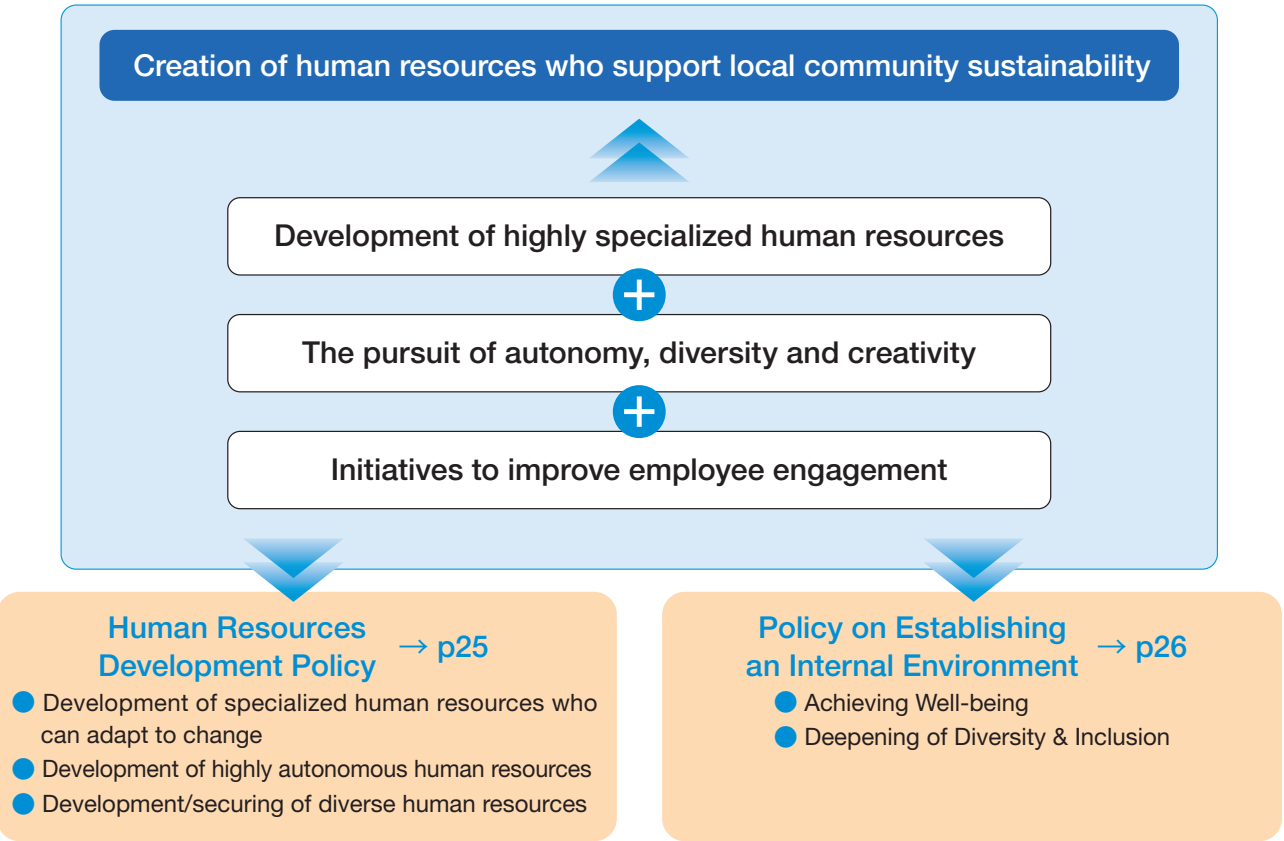 Creation of human resources who support local community sustainability
Development of highly specialized human resources
+
The pursuit of autonomy, diversity and creativity
+
Initiatives to improve employee engagement
Human Resources
Development Policy → p25
● Development of specialized human resources who
can adapt to change
● Development of highly autonomous human resources
● Development/securing of diverse human resources
Policy on Establishing
an Internal Environment → p26
● Achieving Well-being
● Deepening of Diversity & Inclusion